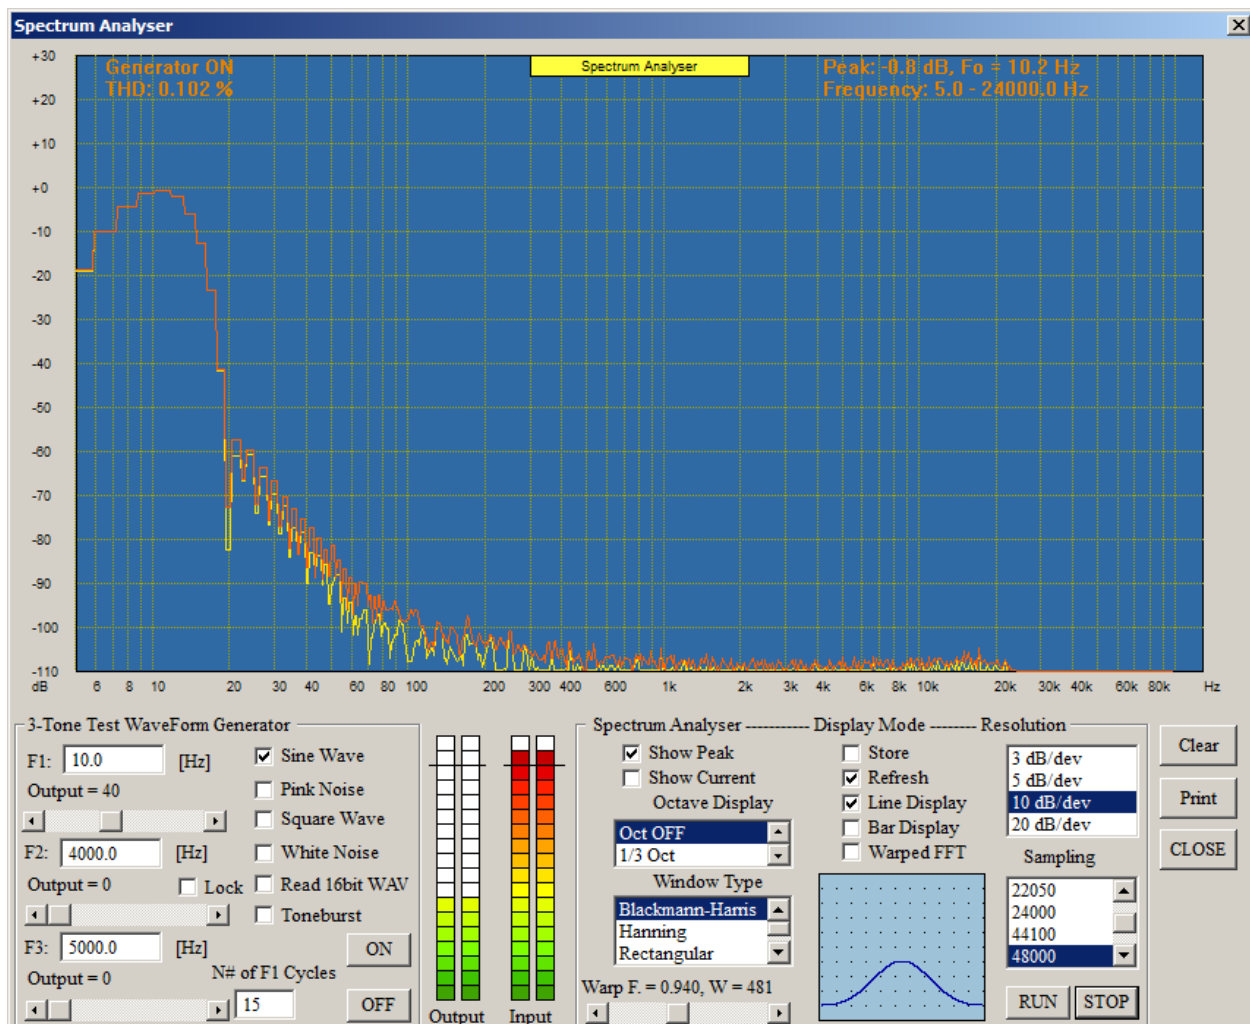 Spectrum Analyser
+30
Generator ON
Spectrum Analyser
Peak: -0.8 dB, Fo = 10.2 Hz
THD: 0.102 %
Frequency: 5.0 - 24000.0 Hz
+20
+10
+0
-10
-20
-30
-40
-50
-60
-70
-80
-90
-100
-110
dB 6 8 10 20 30 40 60 80 100 200 300 400 600 1k 2k 3k 4k 6k 8k 10k 20k 30k 40k 60k 80k Hz
3-Tone Test WaveForm Generator
F1: 10.0 [Hz]
Output = 40
F2: 4000.0 [Hz]
Output = 0
Lock
F3: 5000.0 [Hz]
Output = 0
Sine Wave
Pink Noise
Square Wave
White Noise
Read 16bit WAV
Toneburst
ON
N# of F1 Cycles
15
OFF
Output
Input
Spectrum Analyser ----------- Display Mode -------- Resolution
Show Peak
Show Current
Octave Display
Oct OFF
1/3 Oct
Window Type
Blackmann-Harris
Hanning
Rectangular
Warp F. = 0.940, W = 481
Store
Refresh
Line Display
Bar Display
Warped FFT
3 dB/dev
5 dB/dev
10 dB/dev
20 dB/dev
Sampling
22050
24000
44100
48000
RUN
STOP
Clear
Print
CLOSE